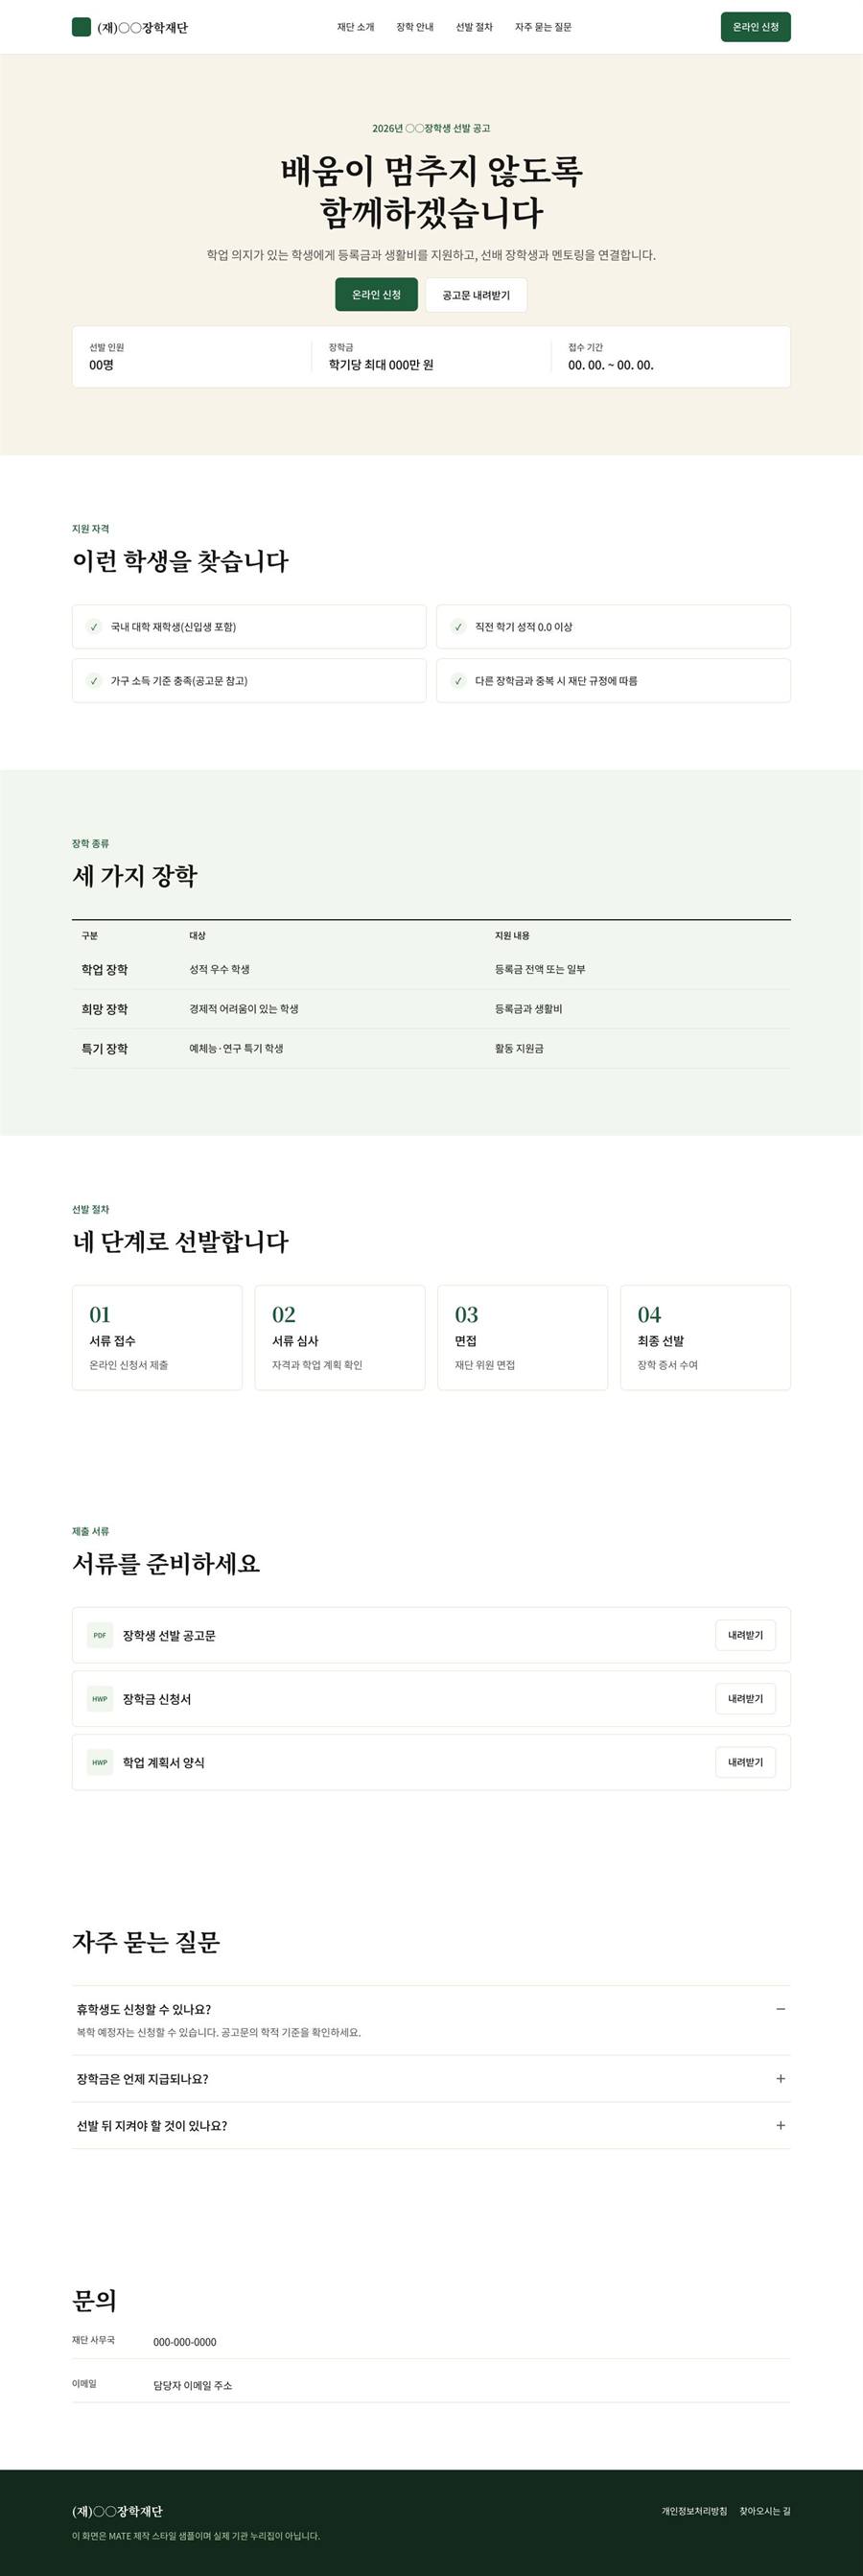 (재)○○장학재단
재단 소개 장학 안내 선발 절차 자주 묻는 질문
온라인 신청
2026년 ○○장학생 선발 공고
배움이 멈추지 않도록
함께하겠습니다
학업 의지가 있는 학생에게 등록금과 생활비를 지원하고, 선배 장학생과 멘토링을 연결합니다.
온라인 신청 공고문 내려받기
선발 인원
00명
장학금
학기당 최대 000만 원
접수 기간
00. 00. ~ 00. 00.
지원 자격
이런 학생을 찾습니다
✓ 국내 대학 재학생(신입생 포함)
✓ 직전 학기 성적 0.0 이상
✓ 가구 소득 기준 충족(공고문 참고)
✓ 다른 장학금과 중복 시 재단 규정에 따름
장학 종류
세 가지 장학
구분 대상 지원 내용
학업 장학 성적 우수 학생 등록금 전액 또는 일부
희망 장학 경제적 어려움이 있는 학생 등록금과 생활비
특기 장학 예체능·연구 특기 학생 활동 지원금
선발 절차
네 단계로 선발합니다
01
서류 접수
온라인 신청서 제출
02
서류 심사
자격과 학업 계획 확인
03
면접
재단 위원 면접
04
최종 선발
장학 증서 수여
제출 서류
서류를 준비하세요
PDF 장학생 선발 공고문 내려받기
HWP 장학금 신청서 내려받기
HWP 학업 계획서 양식 내려받기
자주 묻는 질문
휴학생도 신청할 수 있나요? −
복학 예정자는 신청할 수 있습니다. 공고문의 학적 기준을 확인하세요.
장학금은 언제 지급되나요? +
선발 뒤 지켜야 할 것이 있나요? +
문의
재단 사무국 000-000-0000
이메일 담당자 이메일 주소
(재)○○장학재단
개인정보처리방침 찾아오시는 길
이 화면은 MATE 제작 스타일 샘플이며 실제 기관 누리집이 아닙니다.